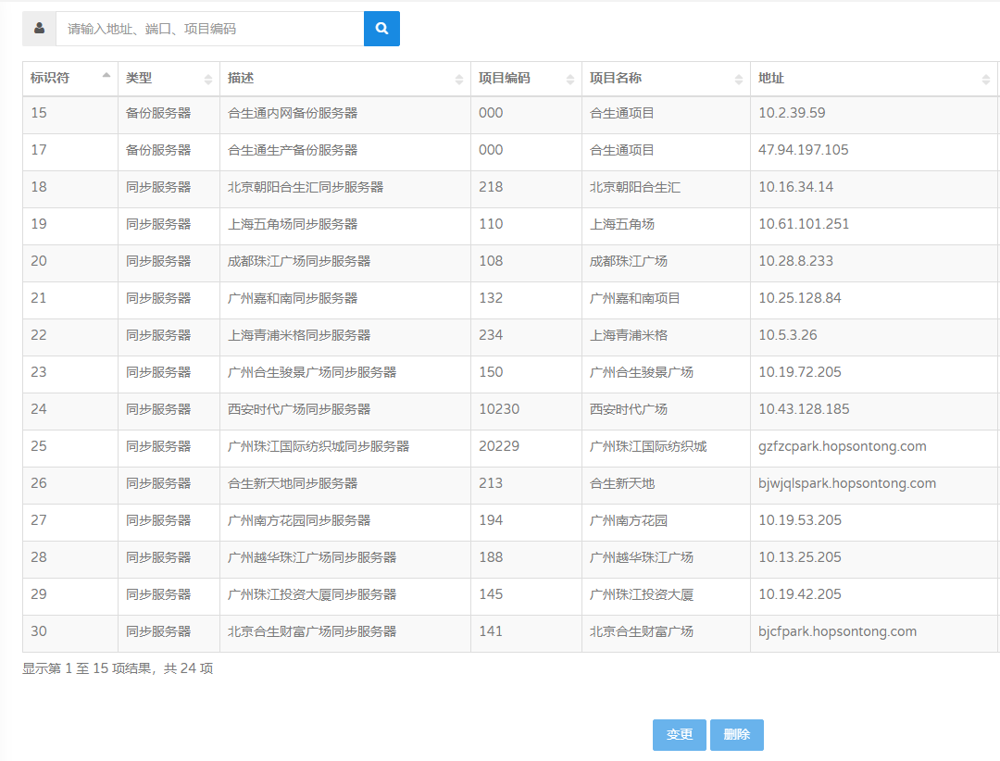 请输入地址、端口、项目编码
标识符 类型 描述 项目编码 项目名称 地址
15 备份服务器 合生通内网备份服务器 000 合生通项目 10.2.39.59
17 备份服务器 合生通生产备份服务器 000 合生通项目 47.94.197.105
18 同步服务器 北京朝阳合生汇同步服务器 218 北京朝阳合生汇 10.16.34.14
19 同步服务器 上海五角场同步服务器 110 上海五角场 10.61.101.251
20 同步服务器 成都珠江广场同步服务器 108 成都珠江广场 10.28.8.233
21 同步服务器 广州嘉和南同步服务器 132 广州嘉和南项目 10.25.128.84
22 同步服务器 上海青浦米格同步服务器 234 上海青浦米格 10.5.3.26
23 同步服务器 广州合生骏景广场同步服务器 150 广州合生骏景广场 10.19.72.205
24 同步服务器 西安时代广场同步服务器 10230 西安时代广场 10.43.128.185
25 同步服务器 广州珠江国际纺织城同步服务器 20229 广州珠江国际纺织城 gzfzcpark.hopsontong.com
26 同步服务器 合生新天地同步服务器 213 合生新天地 bjwjqlspark.hopsontong.com
27 同步服务器 广州南方花园同步服务器 194 广州南方花园 10.19.53.205
28 同步服务器 广州越华珠江广场同步服务器 188 广州越华珠江广场 10.13.25.205
29 同步服务器 广州珠江投资大厦同步服务器 145 广州珠江投资大厦 10.19.42.205
30 同步服务器 北京合生财富广场同步服务器 141 北京合生财富广场 bjcfpark.hopsontong.com
显示第 1 至 15 项结果，共 24 项
变更 删除